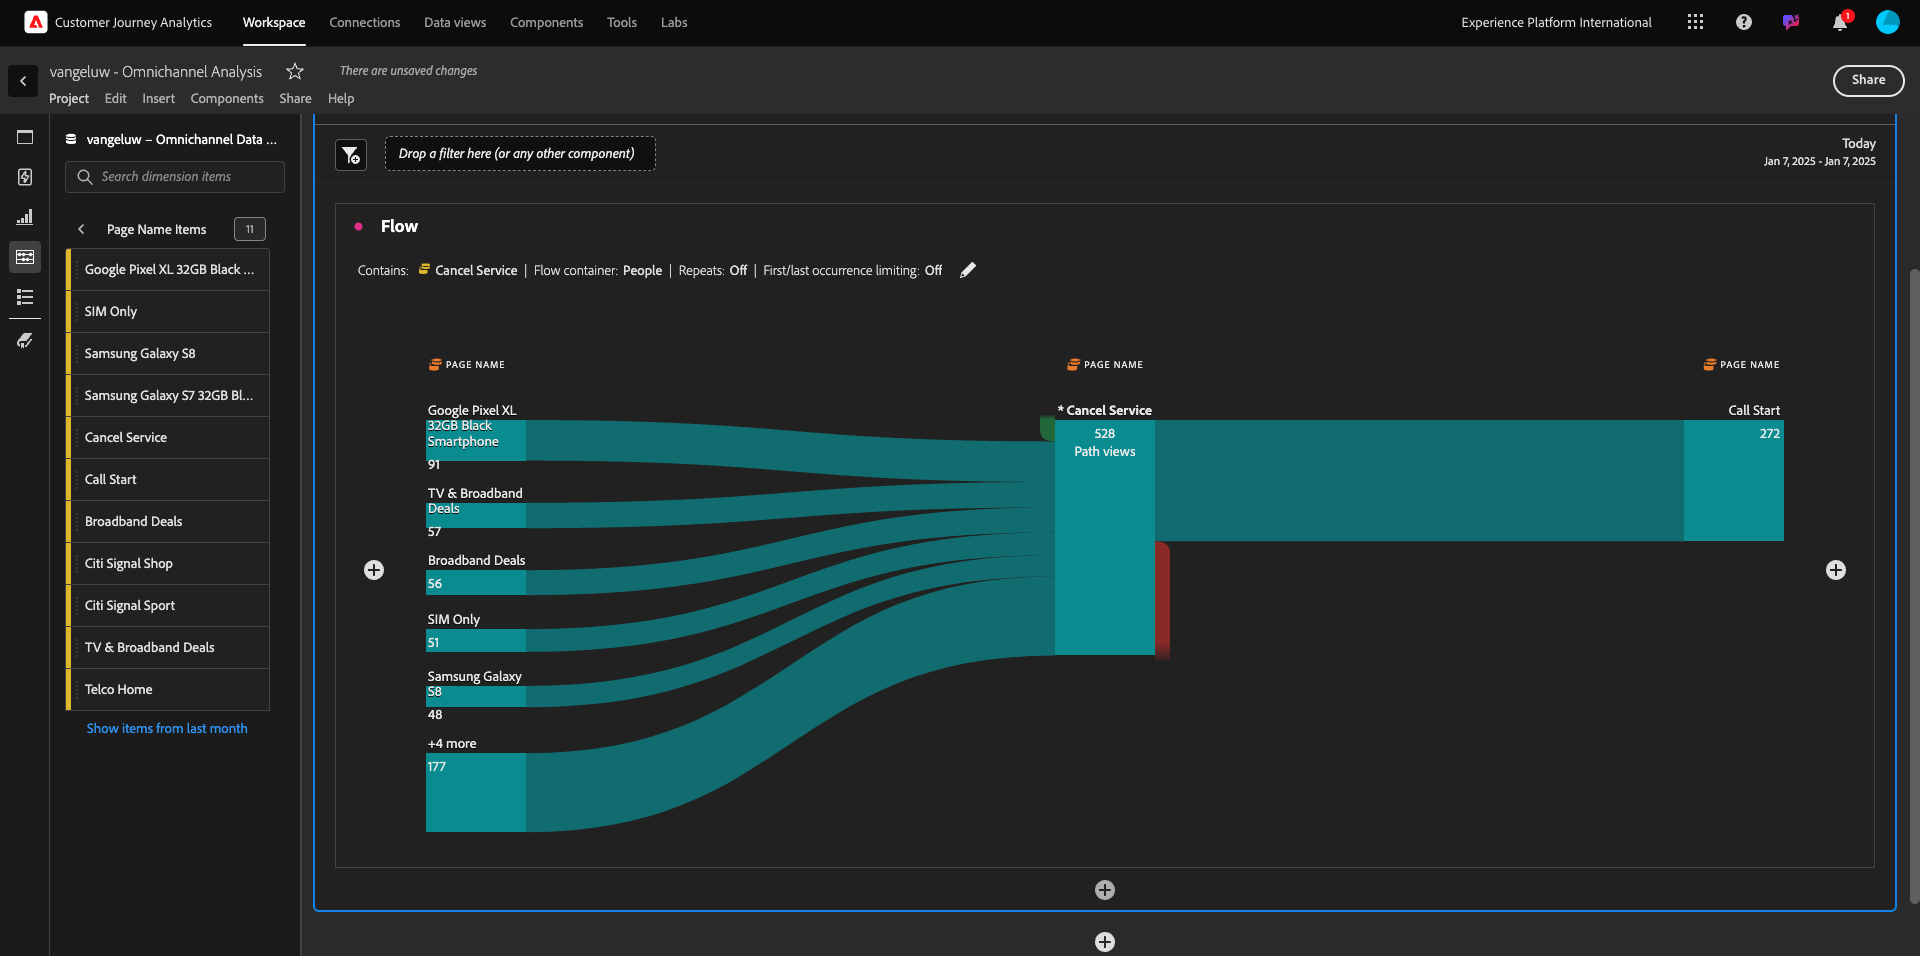 Customer Journey Analytics Workspace Connections Data views Components Tools Labs Experience Platform International 1
vangeluw - Omnichannel Analysis There are unsaved changes
Share
Project Edit Insert Components Share Help
vangeluw – Omnichannel Data ...
Search dimension items
Page Name Items 11
Google Pixel XL 32GB Black ...
SIM Only
Samsung Galaxy S8
Samsung Galaxy S7 32GB Bl...
Cancel Service
Call Start
Broadband Deals
Citi Signal Shop
Citi Signal Sport
TV & Broadband Deals
Telco Home
Show items from last month
Drop a filter here (or any other component)
Today
Jan 7, 2025 - Jan 7, 2025
Flow
Contains: Cancel Service | Flow container: People | Repeats: Off | First/last occurrence limiting: Off
PAGE NAME PAGE NAME PAGE NAME
Google Pixel XL
32GB Black
Smartphone
91
TV & Broadband
Deals
57
Broadband Deals
56
SIM Only
51
Samsung Galaxy
S8
48
+4 more
177
* Cancel Service
528
Path views
Call Start
272